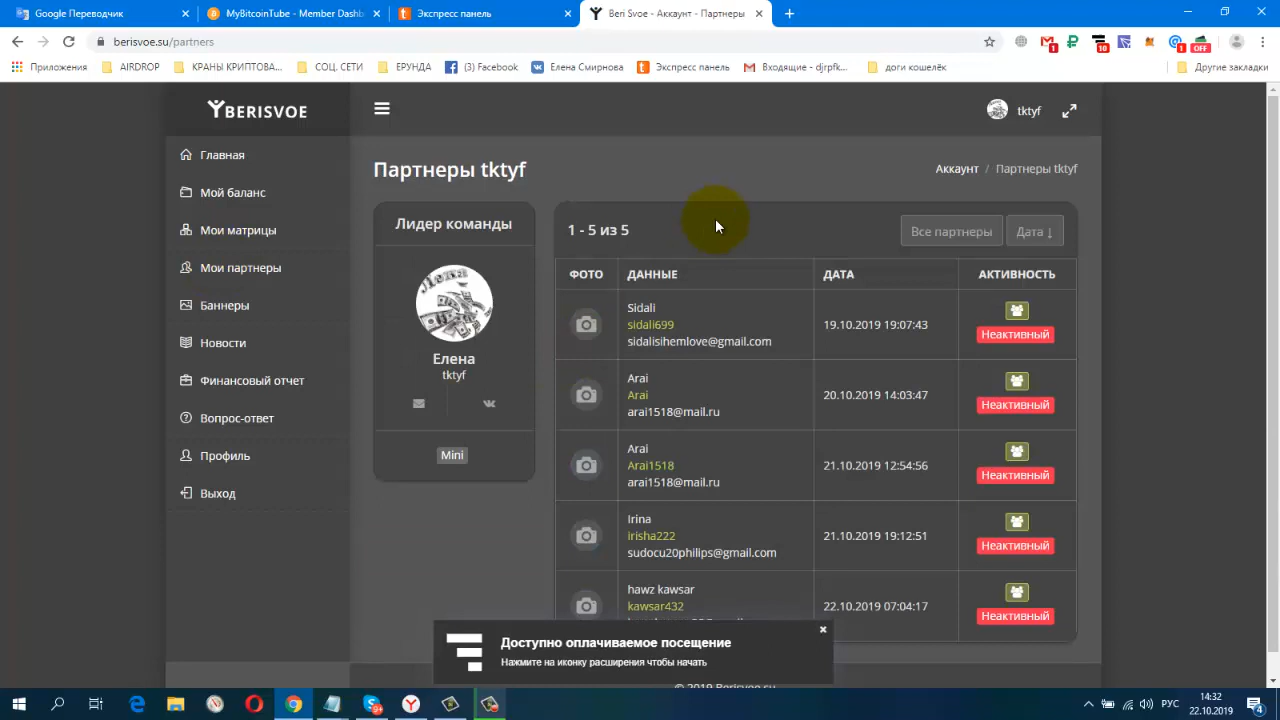 Google Переводчик
MyBitcoinTube - Member Dashb
Экспресс панель
Beri Svoe - Аккаунт - Партнеры
berisvoe.su/partners
1
10
1
OFF
Приложения
AIRDROP
КРАНЫ КРИПТОВА...
СОЦ. СЕТИ
ЕРУНДА
(3) Facebook
Елена Смирнова
Экспресс панель
Входящие - djrpfk...
доги кошелёк
Другие закладки
BERISVOE
tktyf
Главная
Мой баланс
Мои матрицы
Мои партнеры
Баннеры
Новости
Финансовый отчет
Вопрос-ответ
Профиль
Выход
Партнеры tktyf
Аккаунт / Партнеры tktyf
Лидер команды
Лена
Елена
tktyf
Mini
1 - 5 из 5
Все партнеры
Дата ↓
ФОТО ДАННЫЕ ДАТА АКТИВНОСТЬ
Sidali
sidali699
sidalisihemlove@gmail.com
19.10.2019 19:07:43
Неактивный
Arai
Arai
arai1518@mail.ru
20.10.2019 14:03:47
Неактивный
Arai
Arai1518
arai1518@mail.ru
21.10.2019 12:54:56
Неактивный
Irina
irisha222
sudocu20philips@gmail.com
21.10.2019 19:12:51
Неактивный
hawz kawsar
kawsar432
22.10.2019 07:04:17
Неактивный
Доступно оплачиваемое посещение
Нажмите на иконку расширения чтобы начать
© 2019 Berisvoe.su
РУС
14:32
22.10.2019
4